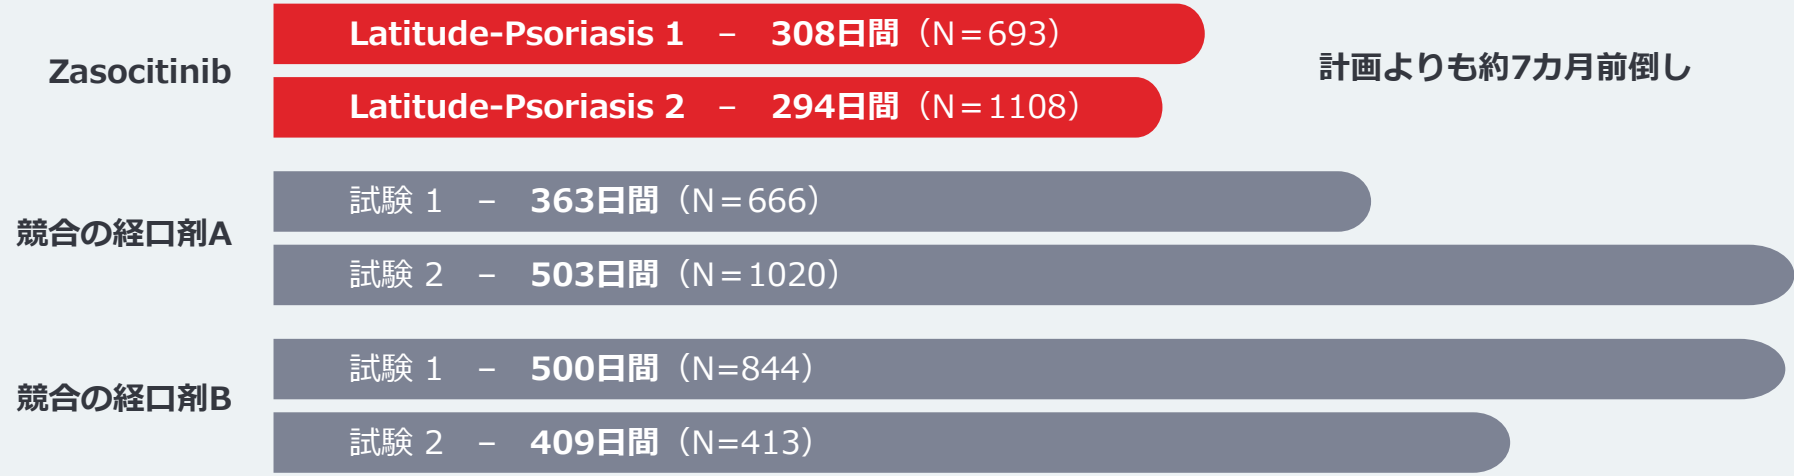 Zasocitinib
Latitude-Psoriasis 1 – 308日間（N＝693）
Latitude-Psoriasis 2 – 294日間（N＝1108）
計画よりも約7カ月前倒し
競合の経口剤A
試験 1 – 363日間（N＝666）
試験 2 – 503日間（N＝1020）
競合の経口剤B
試験 1 – 500日間（N=844）
試験 2 – 409日間（N=413）